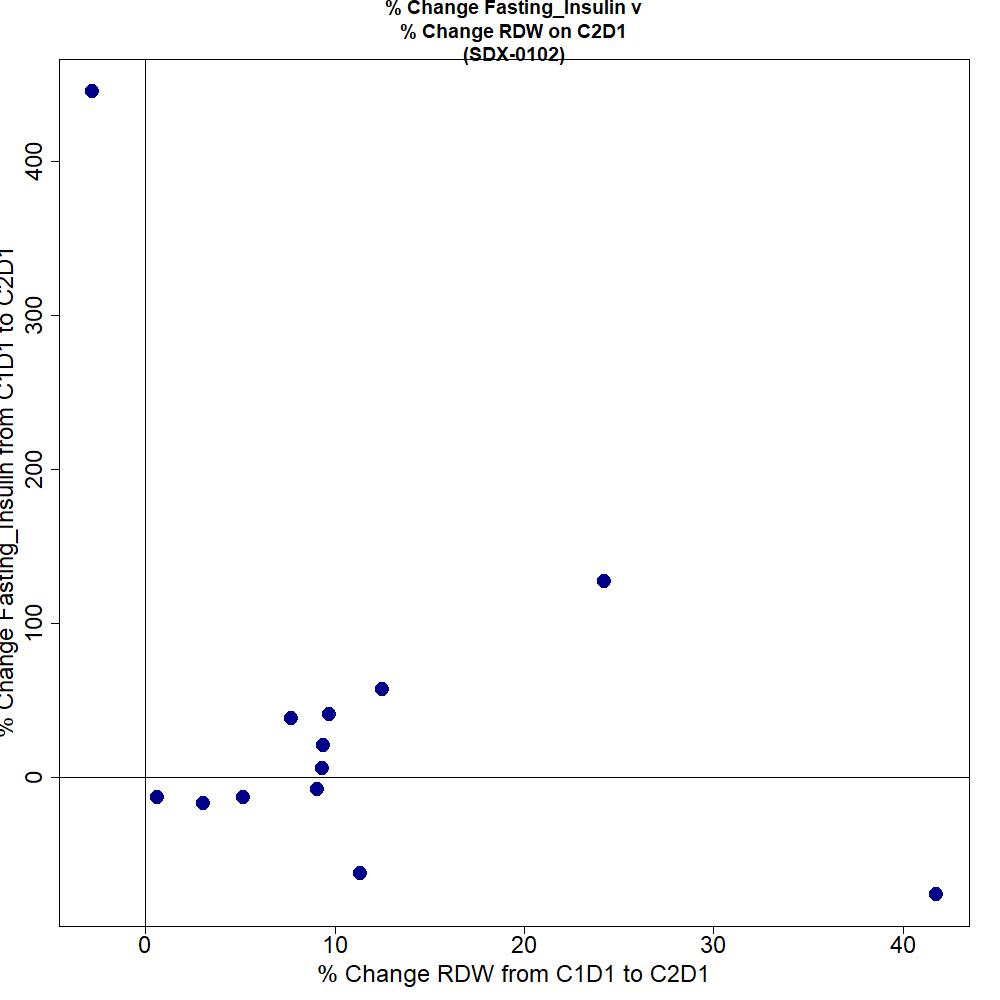 % Change Fasting_Insulin v
% Change RDW on C2D1
(SDX-0102)
% Change Fasting_Insulin from C1D1 to C2D1
400
300
200
100
0
0 10 20 30 40
% Change RDW from C1D1 to C2D1